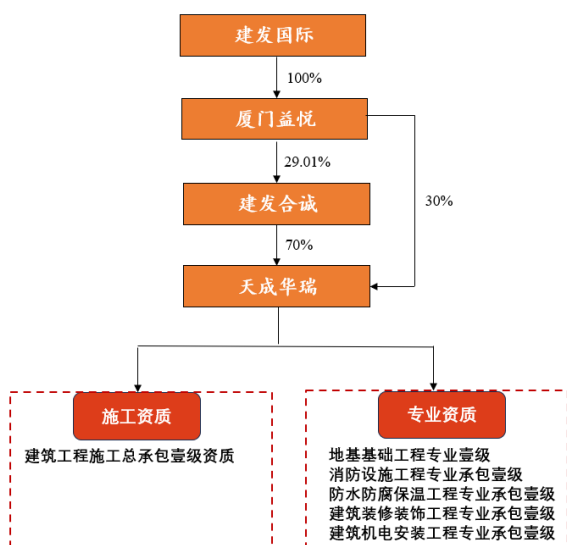 建发国际
100%
厦门益悦
29.01%
30%
建发合诚
70%
天成华瑞
施工资质
建筑工程施工总承包壹级资质
专业资质
地基基础工程专业壹级
消防设施工程专业承包壹级
防水防腐保温工程专业承包壹级
建筑装修装饰工程专业承包壹级
建筑机电安装工程专业承包壹级